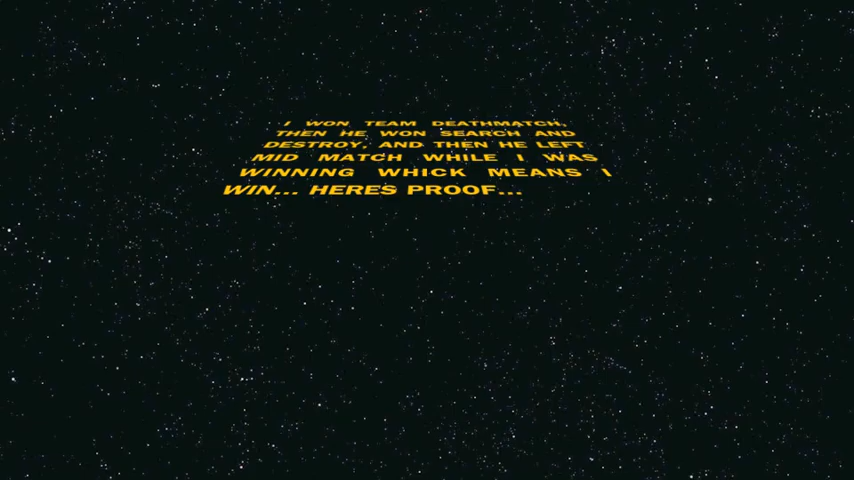 I WON TEAM DEATHMATCH,
THEN HE WON SEARCH AND
DESTROY, AND THEN HE LEFT
MID MATCH WHILE I WAS
WINNING WHICK MEANS I
WIN... HERES PROOF...